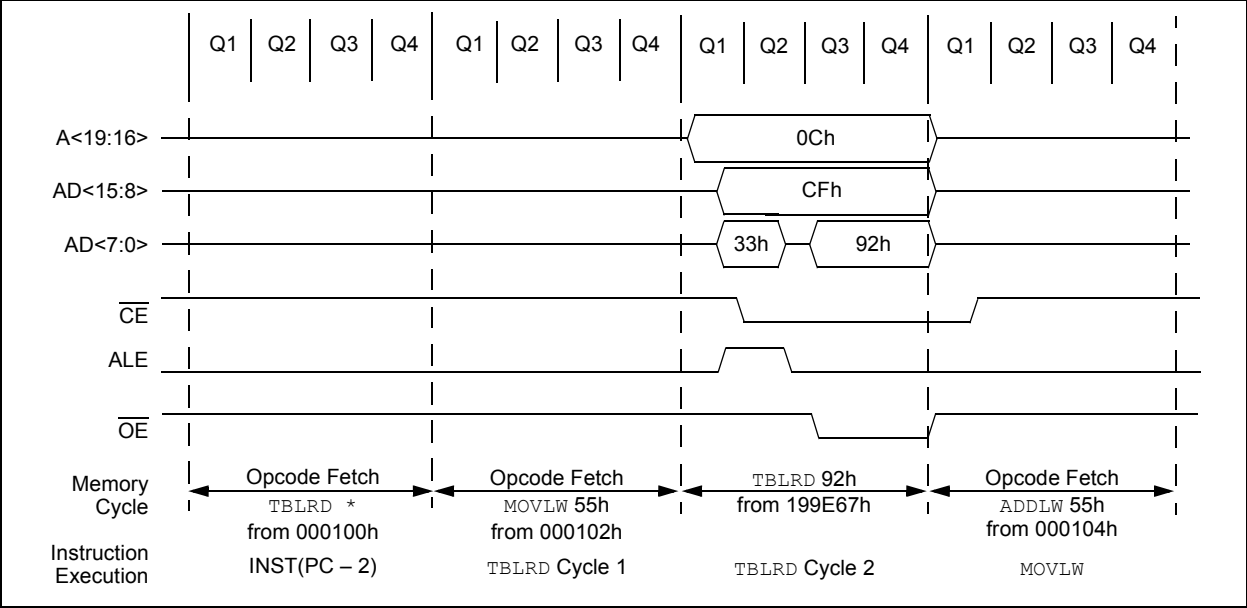 Q1 Q2 Q3 Q4 Q1 Q2 Q3 Q4 Q1 Q2 Q3 Q4 Q1 Q2 Q3 Q4
A<19:16> 0Ch
AD<15:8> CFh
AD<7:0> 33h 92h
CE
ALE
OE
Memory
Cycle
Opcode Fetch
TBLRD *
from 000100h
Opcode Fetch
MOVLW 55h
from 000102h
TBLRD 92h
from 199E67h
Opcode Fetch
ADDLW 55h
from 000104h
Instruction
Execution
INST(PC – 2)
TBLRD Cycle 1
TBLRD Cycle 2
MOVLW